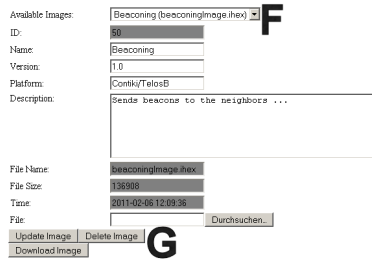 Available Images: Beaconing (beaconingImage.ihex) F
ID: 50
Name: Beaconing
Version: 1.0
Platform: Contiki/TelosB
Description: Sends beacons to the neighbors ...
File Name: beaconingImage.ihex
File Size: 136908
Time: 2011-02-06 12:09:36
File: Durchsuchen...
Update Image Delete Image G
Download Image